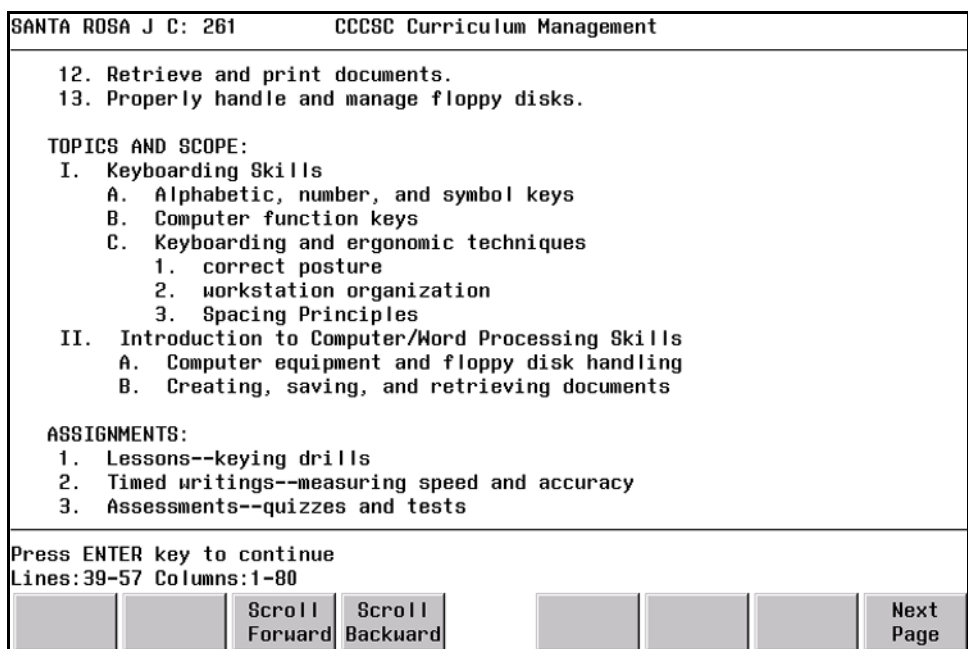 SANTA ROSA J C: 261 CCCSC Curriculum Management
12. Retrieve and print documents.
13. Properly handle and manage floppy disks.
TOPICS AND SCOPE:
I. Keyboarding Skills
A. Alphabetic, number, and symbol keys
B. Computer function keys
C. Keyboarding and ergonomic techniques
1. correct posture
2. workstation organization
3. Spacing Principles
II. Introduction to Computer/Word Processing Skills
A. Computer equipment and floppy disk handling
B. Creating, saving, and retrieving documents
ASSIGNMENTS:
1. Lessons--keying drills
2. Timed writings--measuring speed and accuracy
3. Assessments--quizzes and tests
Press ENTER key to continue
Lines:39-57 Columns:1-80
Scroll Forward
Scroll Backward
Next Page